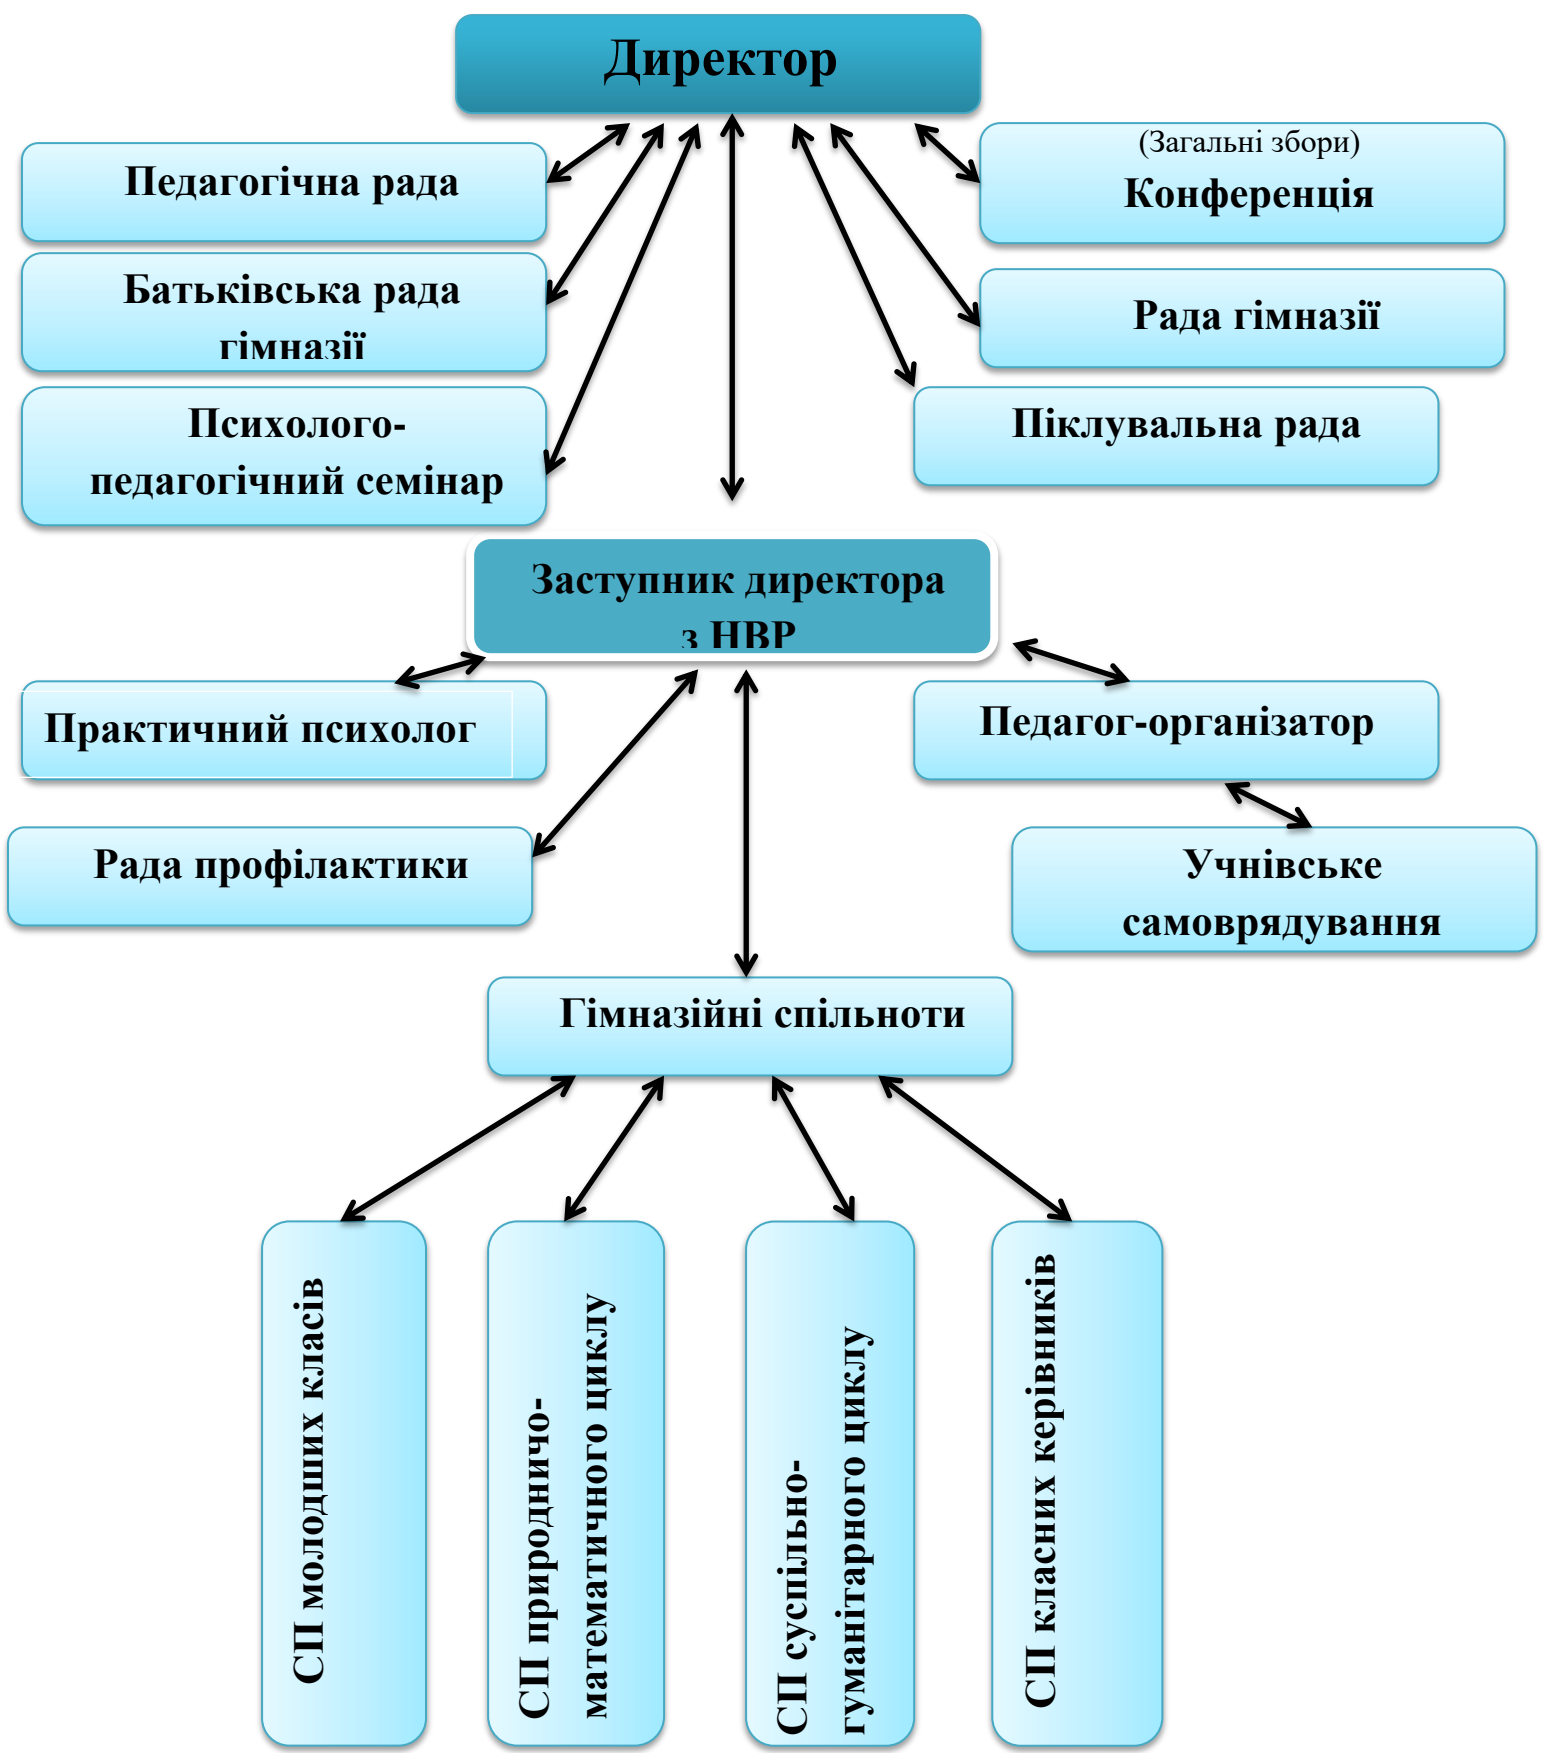 Директор
Педагогічна рада
(Загальні збори)
Конференція
Батьківська рада
гімназії
Рада гімназії
Психолого-
педагогічний семінар
Піклувальна рада
Заступник директора
з НВР
Практичний психолог
Педагог-організатор
Рада профілактики
Учнівське
самоврядування
Гімназійні спільноти
СП молодших класів
СП природничо-
математичного циклу
СП суспільно-
гуманітарного циклу
СП класних керівників